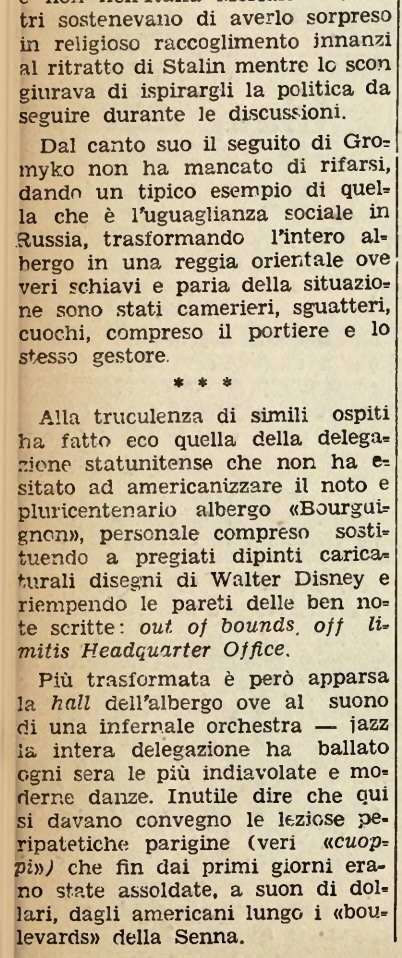 tri sostenevano di averlo sorpreso
in religioso raccoglimento innanzi
al ritratto di Stalin mentre lo scon
giurava di ispirargli la politica da
seguire durante le discussioni.
Dal canto suo il seguito di Gro=
myko non ha mancato di rifarsi,
dando un tipico esempio di quel=
la che è l'uguaglianza sociale in
Russia, trasformando l'intero al=
bergo in una reggia orientale ove
veri schiavi e paria della situazio=
ne sono stati camerieri, sguatteri,
cuochi, compreso il portiere e lo
stesso gestore.
* * *
Alla truculenza di simili ospiti
ha fatto eco quella della delega=
zione statunitense che non ha e=
sitato ad americanizzare il noto e
pluricentenario albergo «Bourgui=
gnon», personale compreso sosti=
tuendo a pregiati dipinti carica=
turali disegni di Walter Disney e
riempendo le pareti delle ben no=
te scritte: out of bounds, off li=
mitis Headquarter Office.
Più trasformata è però apparsa
la hall dell'albergo ove al suono
di una infernale orchestra — jazz
la intera delegazione ha ballato
ogni sera le più indiavolate e mo=
derne danze. Inutile dire che qui
si davano convegno le leziose pe=
ripatetiche parigine (veri «cuop=
pi») che fin dai primi giorni era=
no state assoldate, a suon di dol=
lari, dagli americani lungo i «bou=
levards» della Senna.